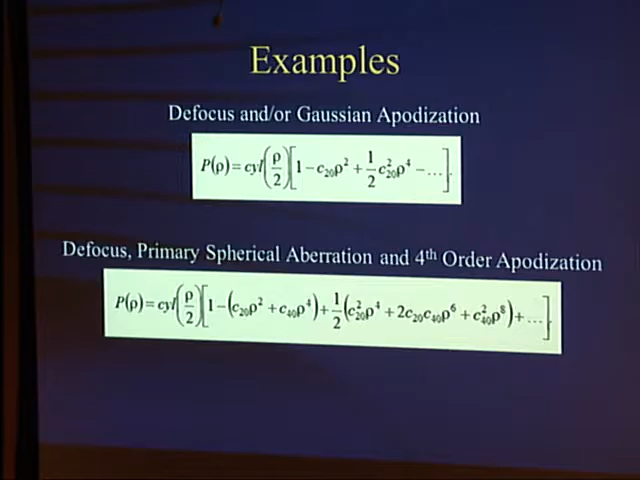 Examples
Defocus and/or Gaussian Apodization
P(ρ) = cyl(ρ/2)[1 − c₂₀ρ² + 1/2 c₂₀²ρ⁴ − …].
Defocus, Primary Spherical Aberration and 4th Order Apodization
P(ρ) = cyl(ρ/2)[1 − (c₂₀ρ² + c₄₀ρ⁴) + 1/2(c₂₀²ρ⁴ + 2c₂₀c₄₀ρ⁶ + c₄₀²ρ⁸) + …].